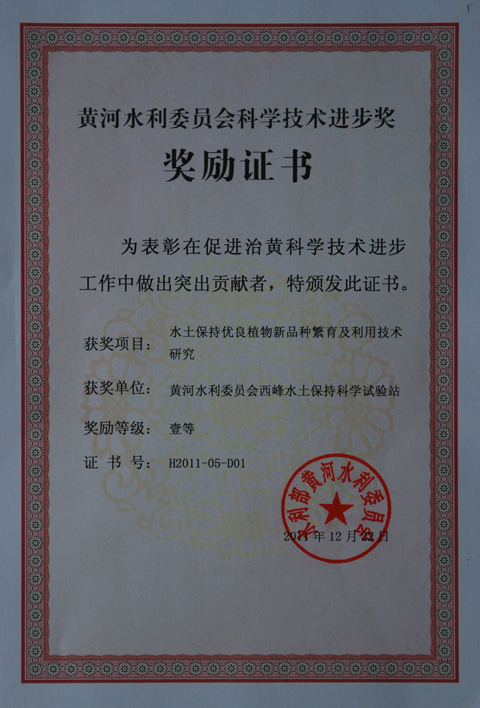 黄河水利委员会科学技术进步奖
奖励证书
为表彰在促进治黄科学技术进步
工作中做出突出贡献者，特颁发此证书。
获奖项目： 水土保持优良植物新品种繁育及利用技术
研究
获奖单位： 黄河水利委员会西峰水土保持科学试验站
奖励等级： 壹等
证 书 号： H2011-05-D01
水利部黄河水利委员会
2011年12月22日